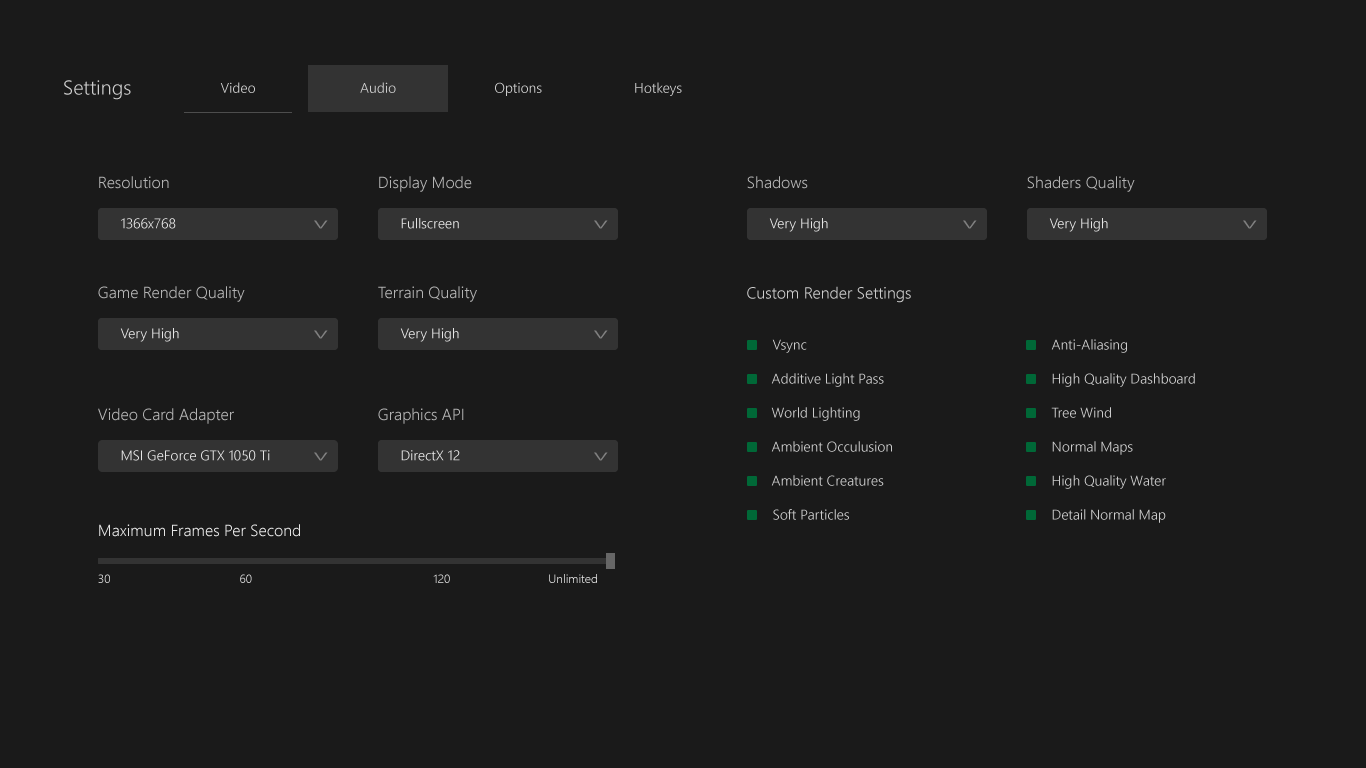 Settings
Video
Audio
Options
Hotkeys
Resolution
Display Mode
1366x768
Fullscreen
Game Render Quality
Terrain Quality
Very High
Very High
Video Card Adapter
Graphics API
MSI GeForce GTX 1050 Ti
DirectX 12
Maximum Frames Per Second
30
60
120
Unlimited
Shadows
Shaders Quality
Very High
Very High
Custom Render Settings
Vsync
Additive Light Pass
World Lighting
Ambient Occulusion
Ambient Creatures
Soft Particles
Anti-Aliasing
High Quality Dashboard
Tree Wind
Normal Maps
High Quality Water
Detail Normal Map